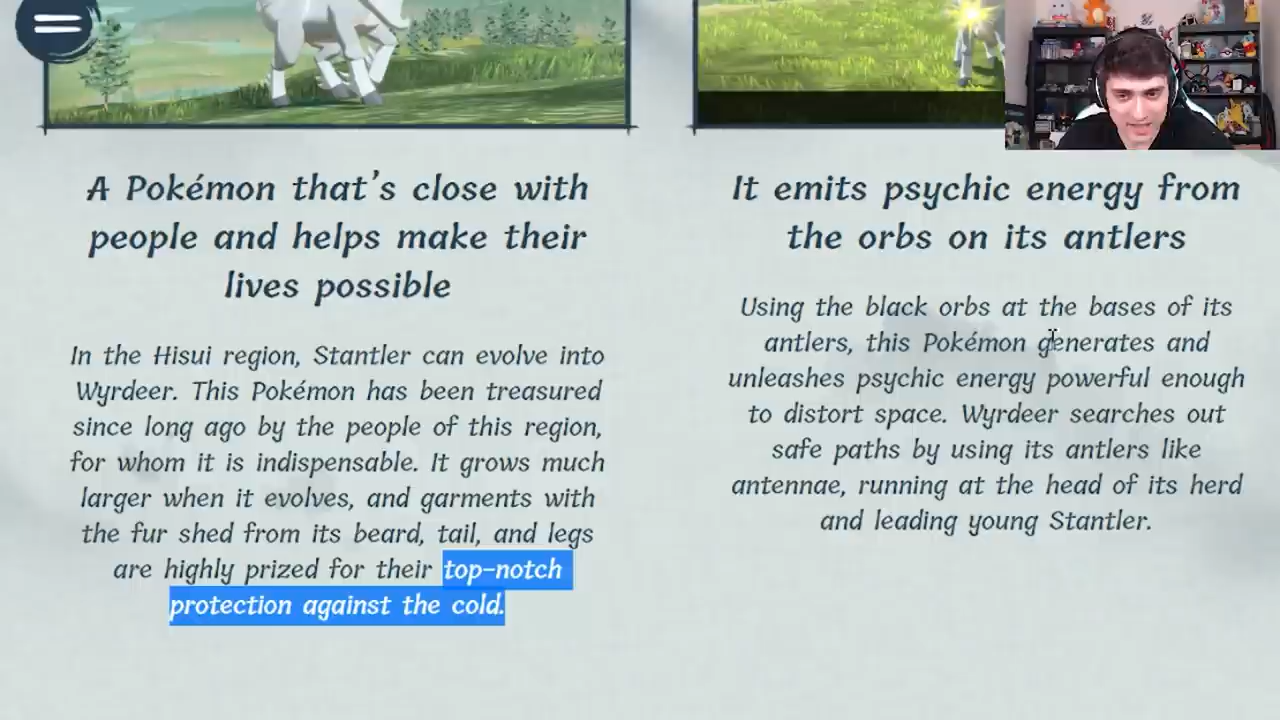 A Pokémon that's close with
people and helps make their
lives possible
In the Hisui region, Stantler can evolve into
Wyrdeer. This Pokémon has been treasured
since long ago by the people of this region,
for whom it is indispensable. It grows much
larger when it evolves, and garments with
the fur shed from its beard, tail, and legs
are highly prized for their top-notch
protection against the cold.
It emits psychic energy from
the orbs on its antlers
Using the black orbs at the bases of its
antlers, this Pokémon generates and
unleashes psychic energy powerful enough
to distort space. Wyrdeer searches out
safe paths by using its antlers like
antennae, running at the head of its herd
and leading young Stantler.